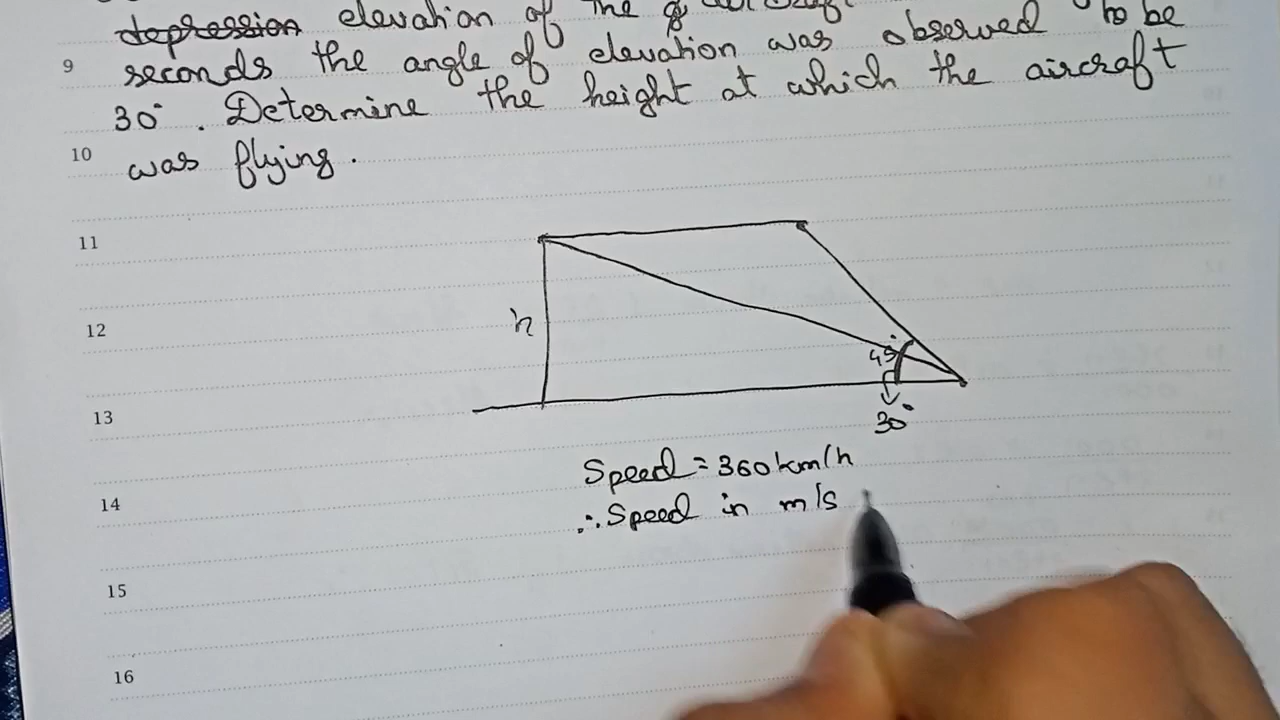 depression elevation of the
9
seconds the angle of elevation was observed to be
30°. Determine the height at which the aircraft
10
was flying.
11
h
12
45°
13
30°
Speed = 360 km/h
14
∴ Speed in m/s
15
16